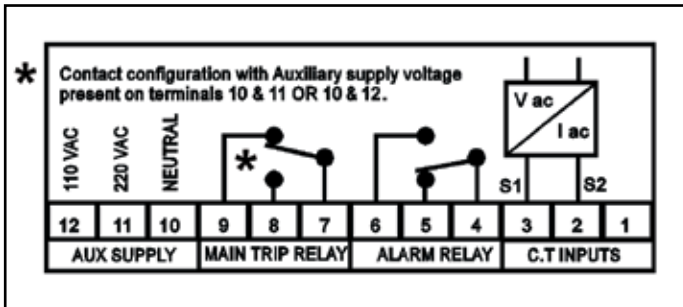 * Contact configuration with Auxiliary supply voltage
present on terminals 10 & 11 OR 10 & 12.
110 VAC
220 VAC
NEUTRAL
*
V ac
I ac
S1
S2
12 11 10 9 8 7 6 5 4 3 2 1
AUX SUPPLY MAIN TRIP RELAY ALARM RELAY C.T INPUTS